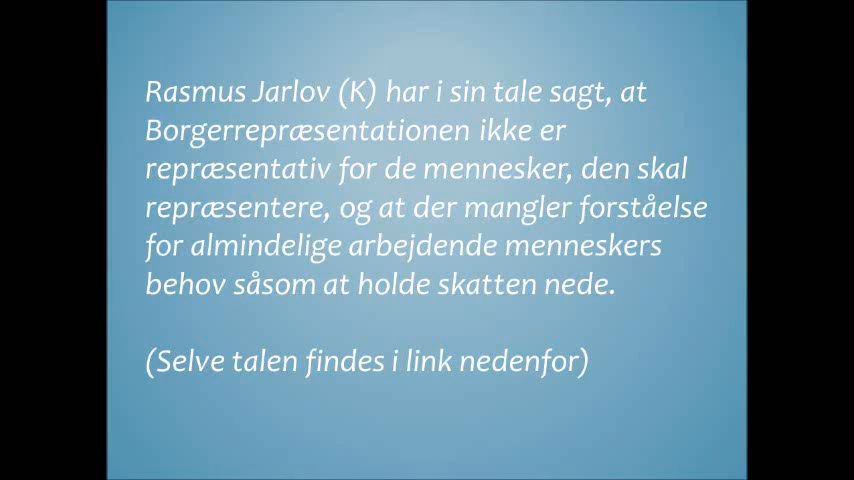 Rasmus Jarlov (K) har i sin tale sagt, at
Borgerrepræsentationen ikke er
repræsentativ for de mennesker, den skal
repræsentere, og at der mangler forståelse
for almindelige arbejdende menneskers
behov såsom at holde skatten nede.
(Selve talen findes i link nedenfor)